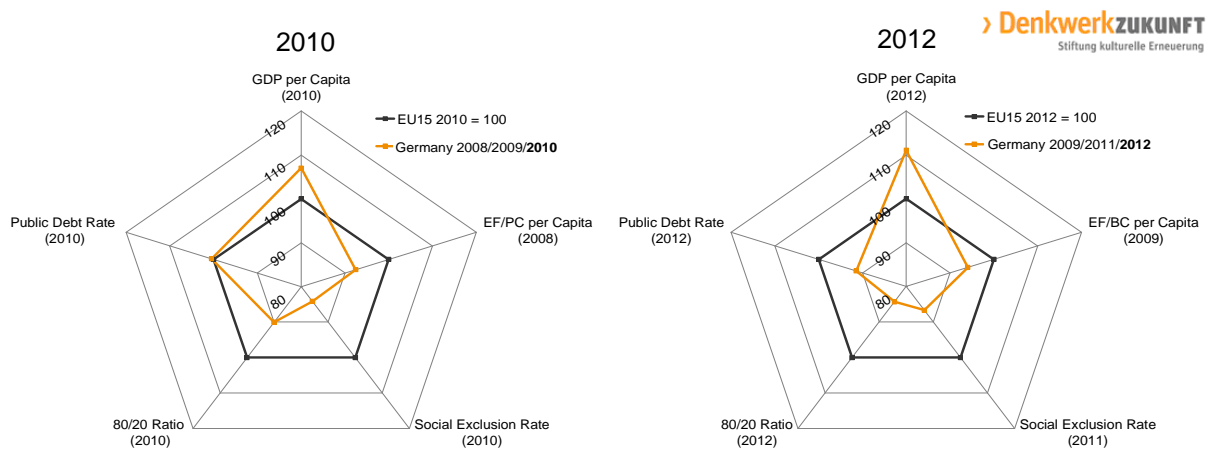 › DenkwerkZUKUNFT
Stiftung kulturelle Erneuerung
2010
GDP per Capita
(2010)
EU15 2010 = 100
Germany 2008/2009/2010
120
110
100
90
80
Public Debt Rate
(2010)
EF/PC per Capita
(2008)
80/20 Ratio
(2010)
Social Exclusion Rate
(2010)
2012
GDP per Capita
(2012)
EU15 2012 = 100
Germany 2009/2011/2012
120
110
100
90
80
Public Debt Rate
(2012)
EF/BC per Capita
(2009)
80/20 Ratio
(2012)
Social Exclusion Rate
(2011)